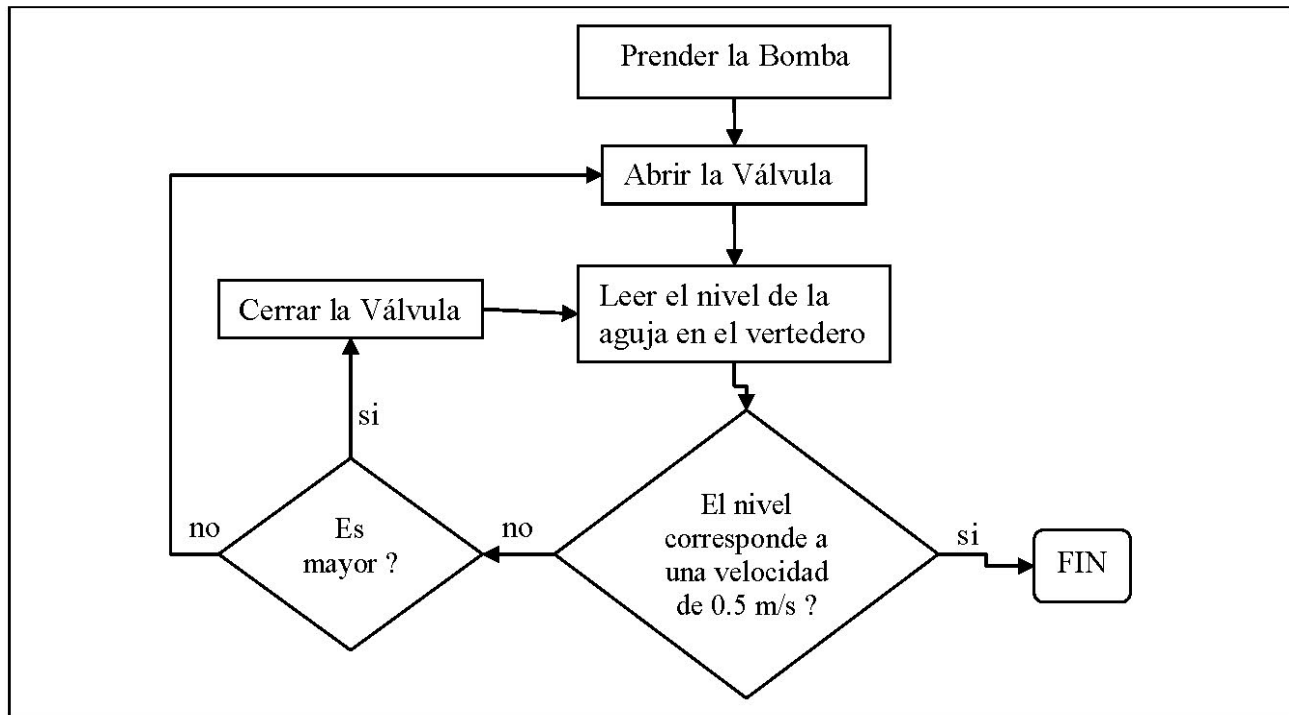 Prender la Bomba
Abrir la Válvula
Cerrar la Válvula
Leer el nivel de la
aguja en el vertedero
si
Es
mayor ?
no
no
El nivel
corresponde a
una velocidad
de 0.5 m/s ?
si
FIN